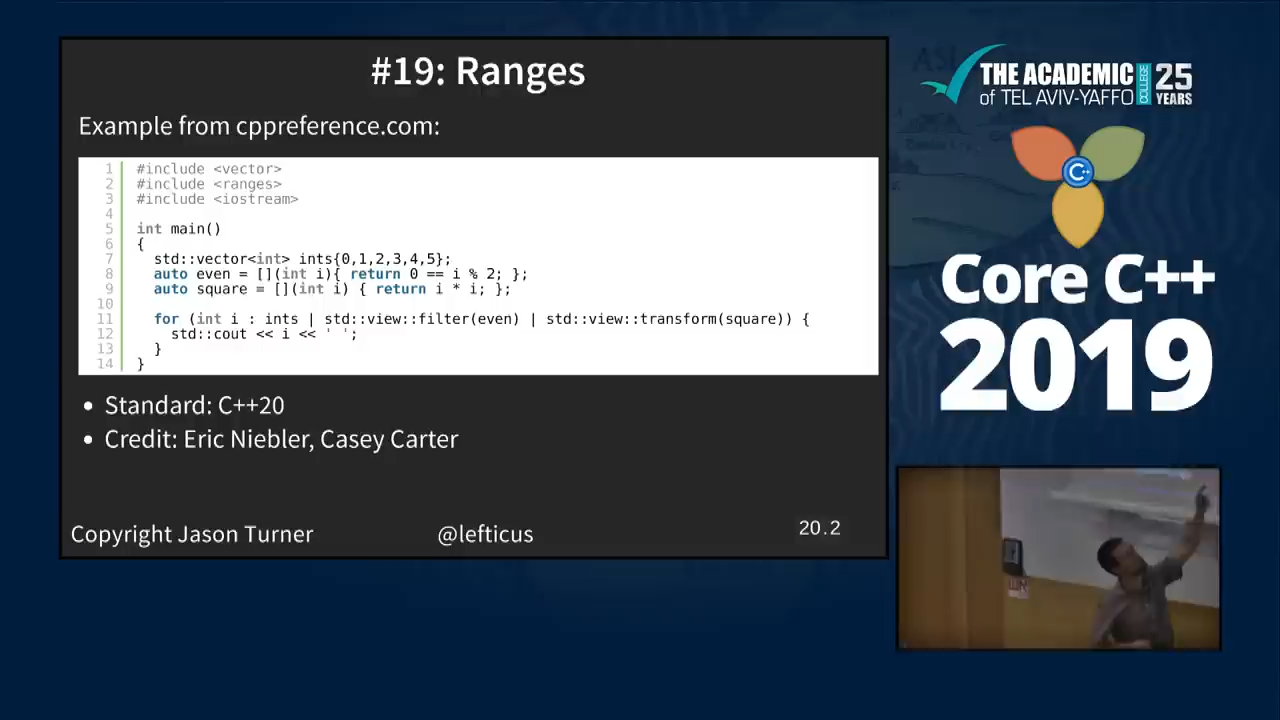 #19: Ranges
Example from cppreference.com:
1 #include <vector>
2 #include <ranges>
3 #include <iostream>
4
5 int main()
6 {
7 std::vector<int> ints{0,1,2,3,4,5};
8 auto even = [](int i){ return 0 == i % 2; };
9 auto square = [](int i) { return i * i; };
10
11 for (int i : ints | std::view::filter(even) | std::view::transform(square)) {
12 std::cout << i << ' ';
13 }
14 }
• Standard: C++20
• Credit: Eric Niebler, Casey Carter
Copyright Jason Turner
@lefticus
20.2
THE ACADEMIC COLLEGE 25
of TEL AVIV-YAFFO YEARS
C++
Core C++
2019